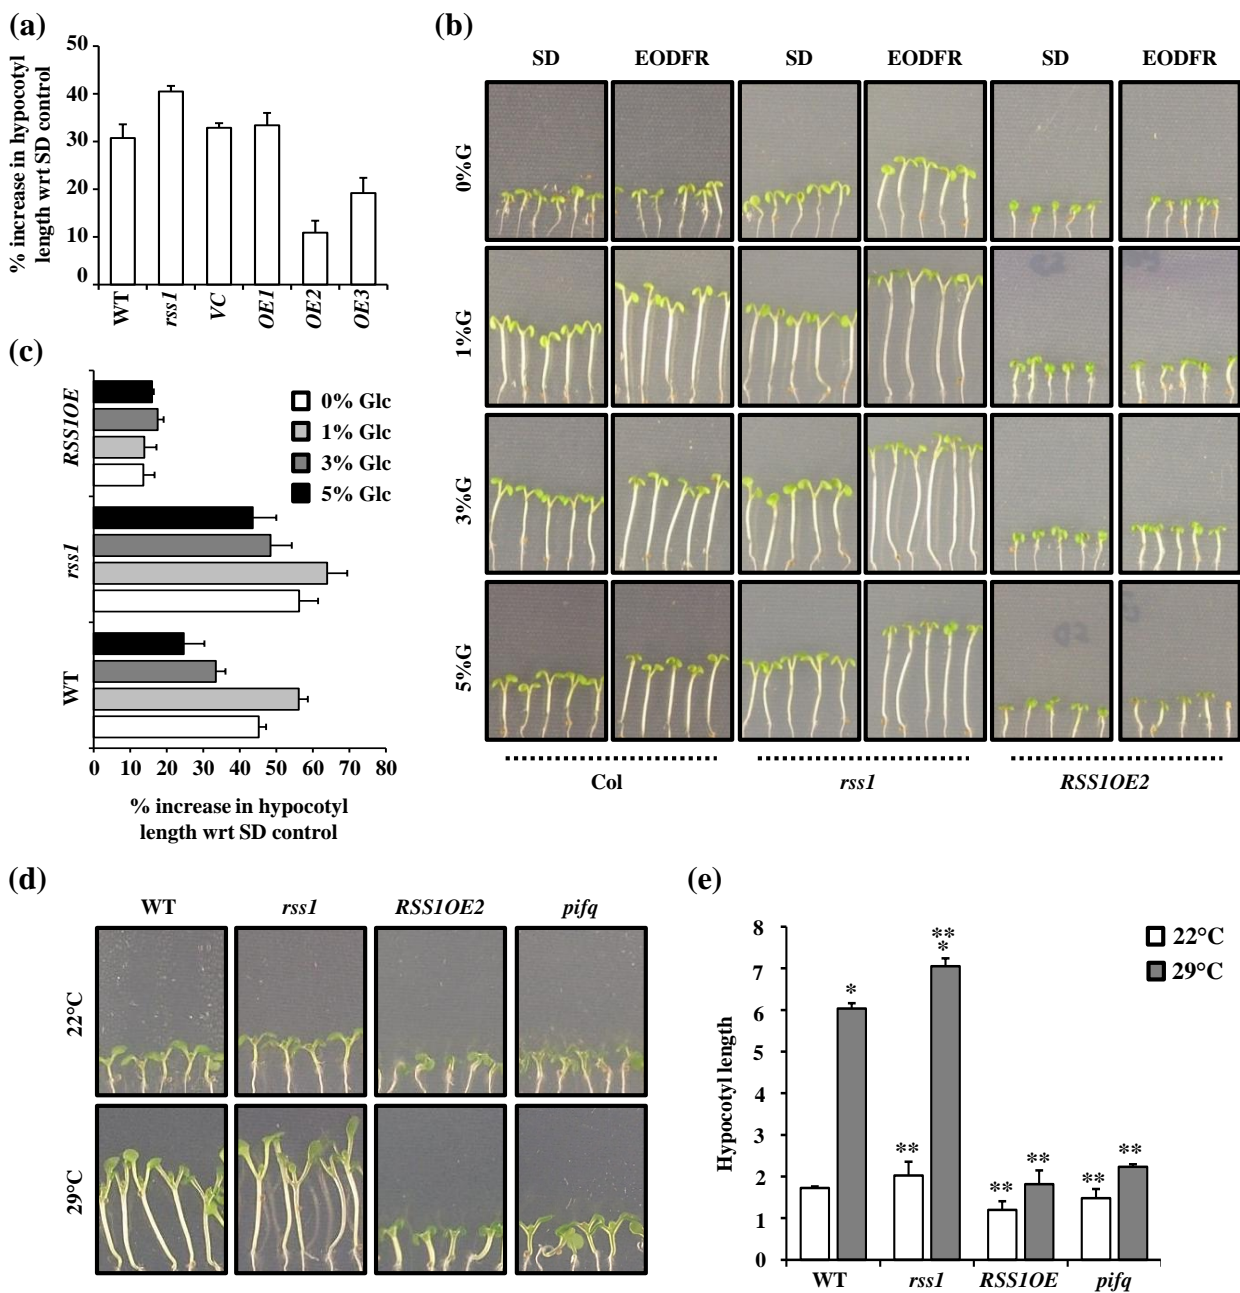 (a)
% increase in hypocotyl
length wrt SD control
50
40
30
20
10
0
WT
rss1
VC
OE1
OE2
OE3
(b)
SD EODFR SD EODFR SD EODFR
0%G
1%G
3%G
5%G
Col rss1 RSS1OE2
(c)
RSS1OE
rss1
WT
0% Glc
1% Glc
3% Glc
5% Glc
0 10 20 30 40 50 60 70 80
% increase in hypocotyl
length wrt SD control
(d)
WT rss1 RSS1OE2 pifq
22°C
29°C
(e)
Hypocotyl length
8
7
6
5
4
3
2
1
0
22°C
29°C
*
**
**
*
**
**
**
**
WT rss1 RSS1OE pifq